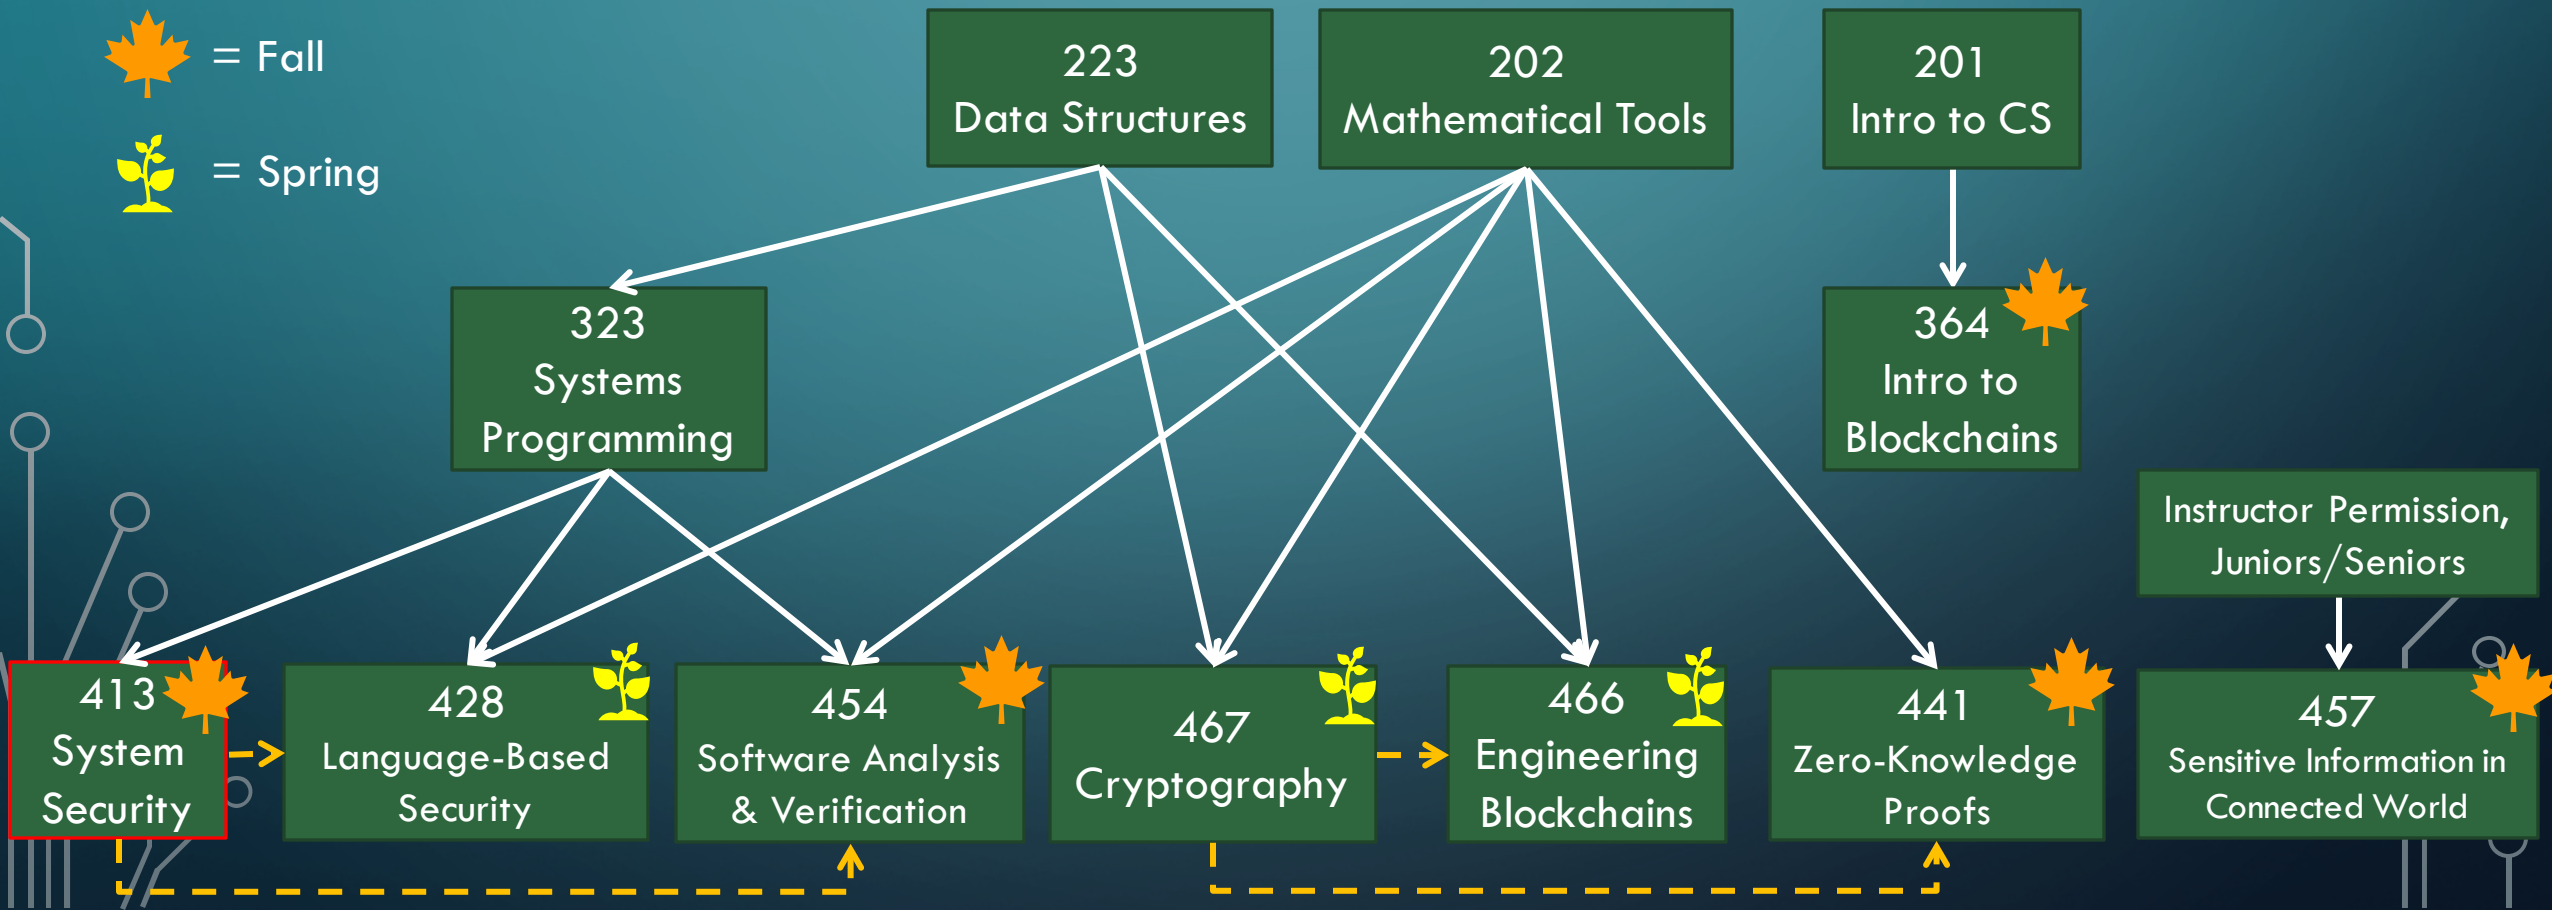 = Fall
= Spring
223
Data Structures
202
Mathematical Tools
201
Intro to CS
323
Systems
Programming
364
Intro to
Blockchains
Instructor Permission,
Juniors/Seniors
413
System
Security
428
Language-Based
Security
454
Software Analysis
& Verification
467
Cryptography
466
Engineering
Blockchains
441
Zero-Knowledge
Proofs
457
Sensitive Information in
Connected World